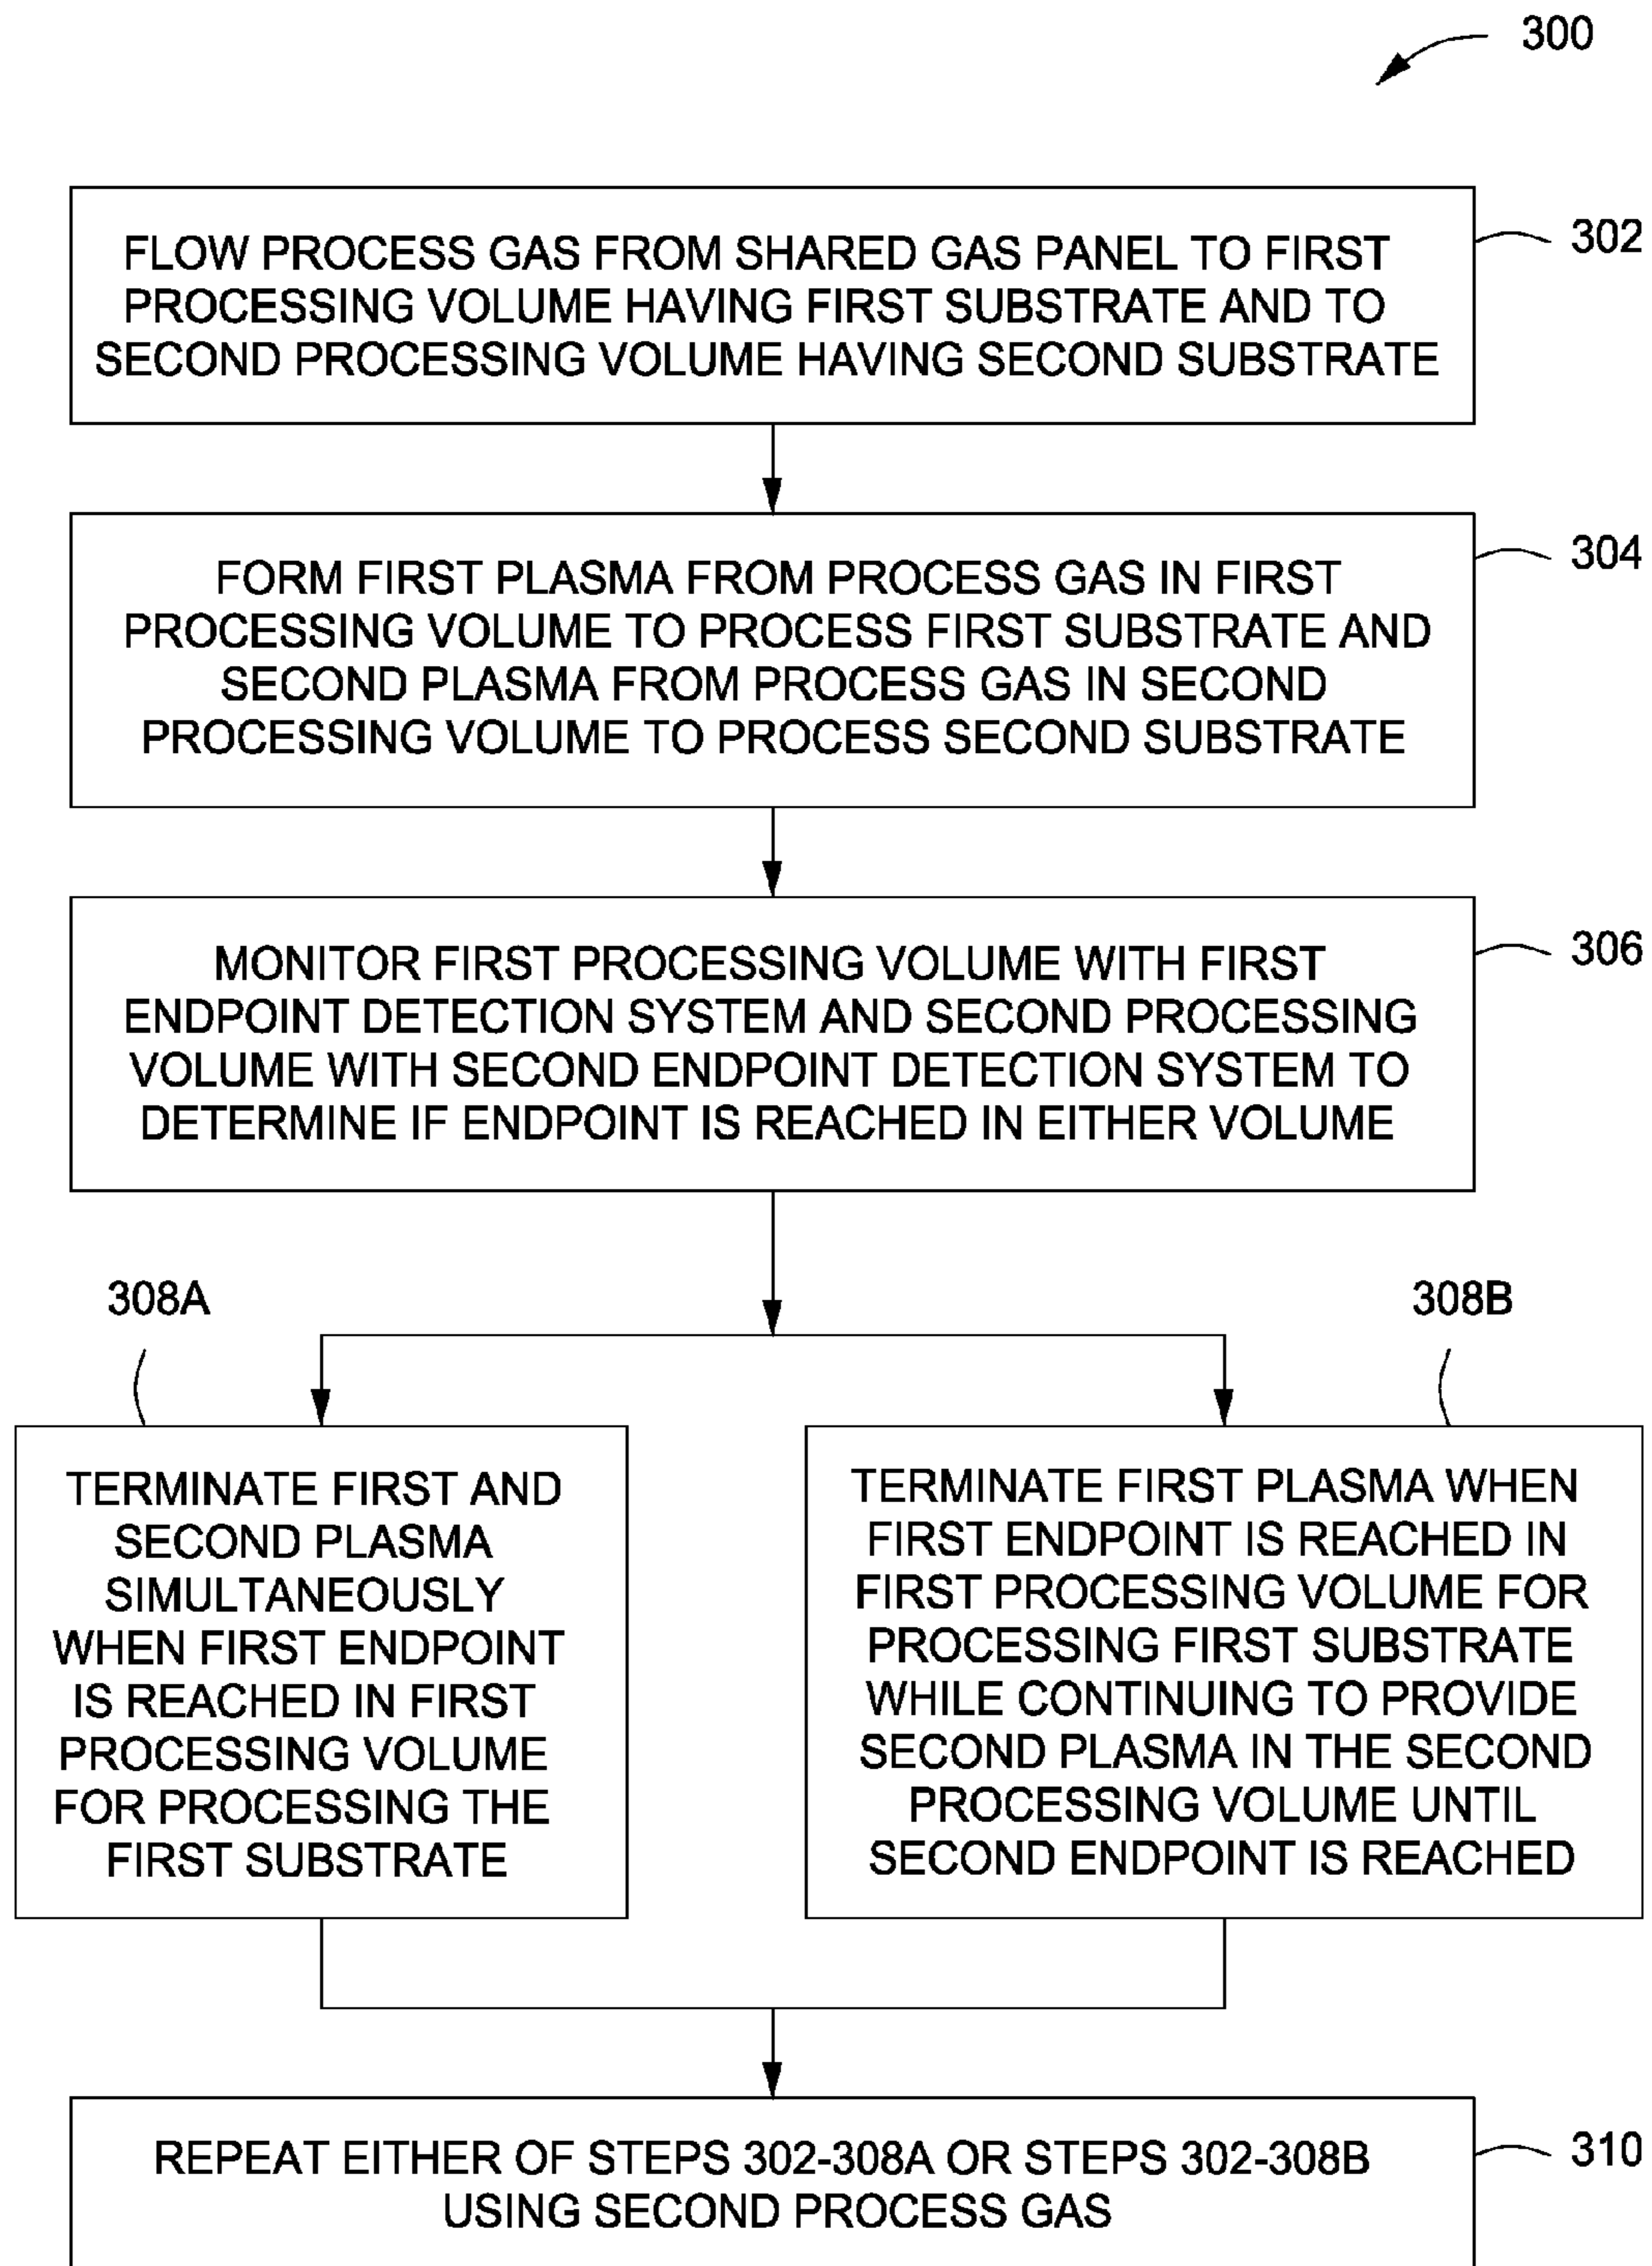 300
302
FLOW PROCESS GAS FROM SHARED GAS PANEL TO FIRST
PROCESSING VOLUME HAVING FIRST SUBSTRATE AND TO
SECOND PROCESSING VOLUME HAVING SECOND SUBSTRATE
304
FORM FIRST PLASMA FROM PROCESS GAS IN FIRST
PROCESSING VOLUME TO PROCESS FIRST SUBSTRATE AND
SECOND PLASMA FROM PROCESS GAS IN SECOND
PROCESSING VOLUME TO PROCESS SECOND SUBSTRATE
306
MONITOR FIRST PROCESSING VOLUME WITH FIRST
ENDPOINT DETECTION SYSTEM AND SECOND PROCESSING
VOLUME WITH SECOND ENDPOINT DETECTION SYSTEM TO
DETERMINE IF ENDPOINT IS REACHED IN EITHER VOLUME
308A
TERMINATE FIRST AND
SECOND PLASMA
SIMULTANEOUSLY
WHEN FIRST ENDPOINT
IS REACHED IN FIRST
PROCESSING VOLUME
FOR PROCESSING THE
FIRST SUBSTRATE
308B
TERMINATE FIRST PLASMA WHEN
FIRST ENDPOINT IS REACHED IN
FIRST PROCESSING VOLUME FOR
PROCESSING FIRST SUBSTRATE
WHILE CONTINUING TO PROVIDE
SECOND PLASMA IN THE SECOND
PROCESSING VOLUME UNTIL
SECOND ENDPOINT IS REACHED
310
REPEAT EITHER OF STEPS 302-308A OR STEPS 302-308B
USING SECOND PROCESS GAS